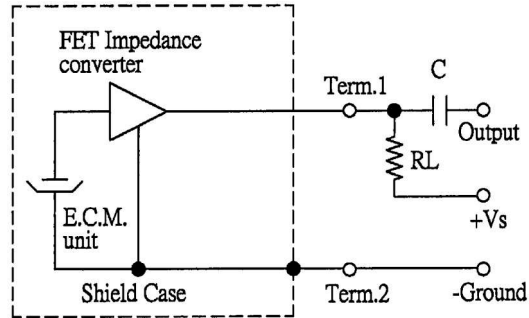 FET Impedance
converter
Term.1
C
Output
RL
+Vs
E.C.M.
unit
Shield Case
Term.2
-Ground